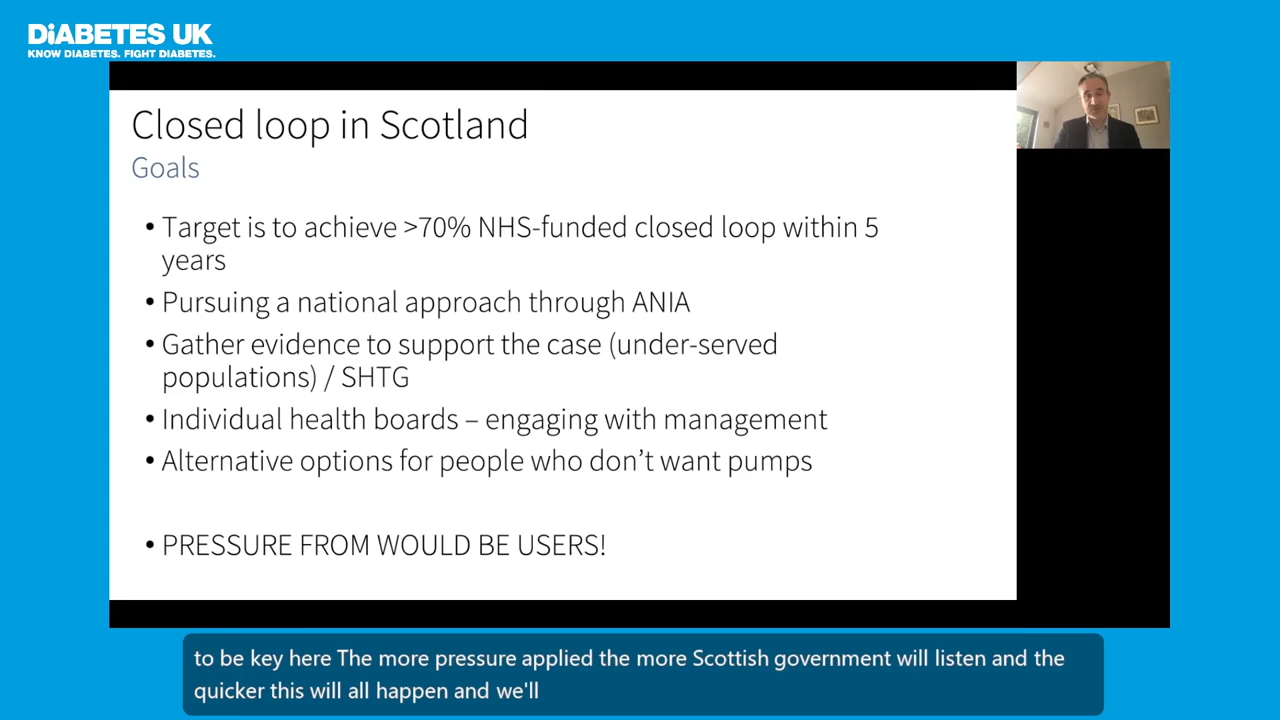 DiABETES UK
KNOW DIABETES. FIGHT DIABETES.
Closed loop in Scotland
Goals
• Target is to achieve >70% NHS-funded closed loop within 5
years
• Pursuing a national approach through ANIA
• Gather evidence to support the case (under-served
populations) / SHTG
• Individual health boards – engaging with management
• Alternative options for people who don’t want pumps
• PRESSURE FROM WOULD BE USERS!
to be key here The more pressure applied the more Scottish government will listen and the
quicker this will all happen and we'll